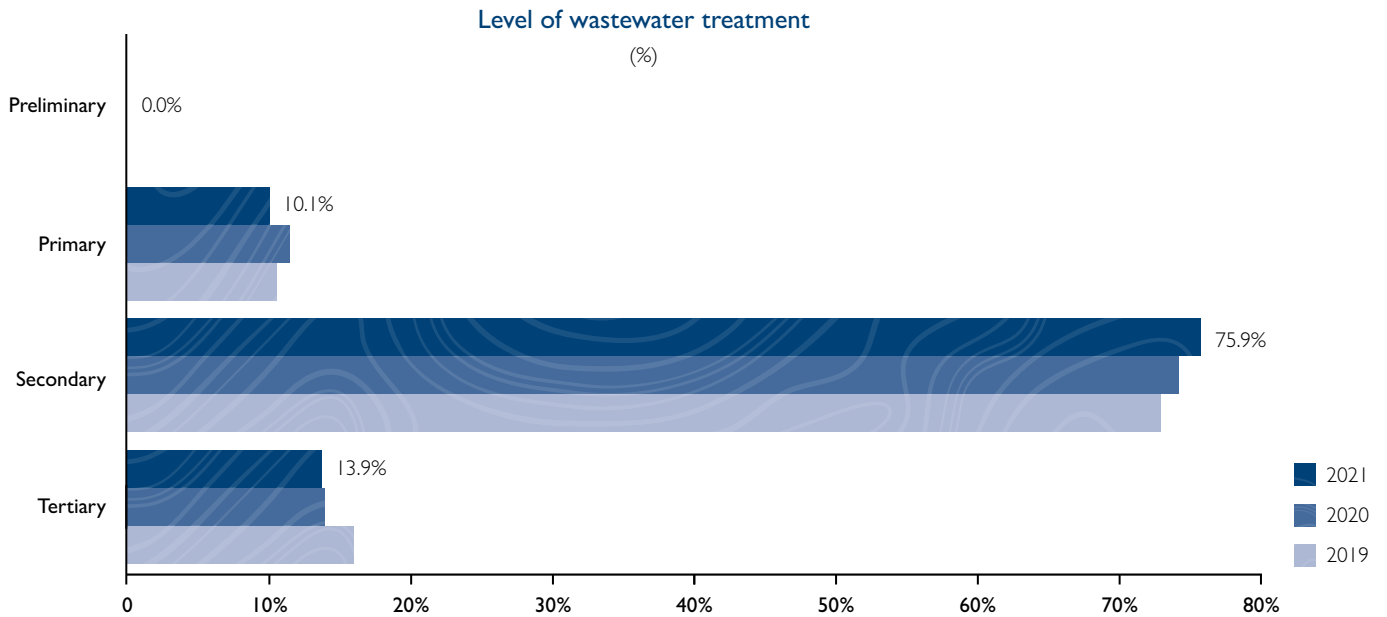 Level of wastewater treatment
(%)
Preliminary
0.0%
10.1%
Primary
75.9%
Secondary
13.9%
Tertiary
2021
2020
2019
0 10% 20% 30% 40% 50% 60% 70% 80%